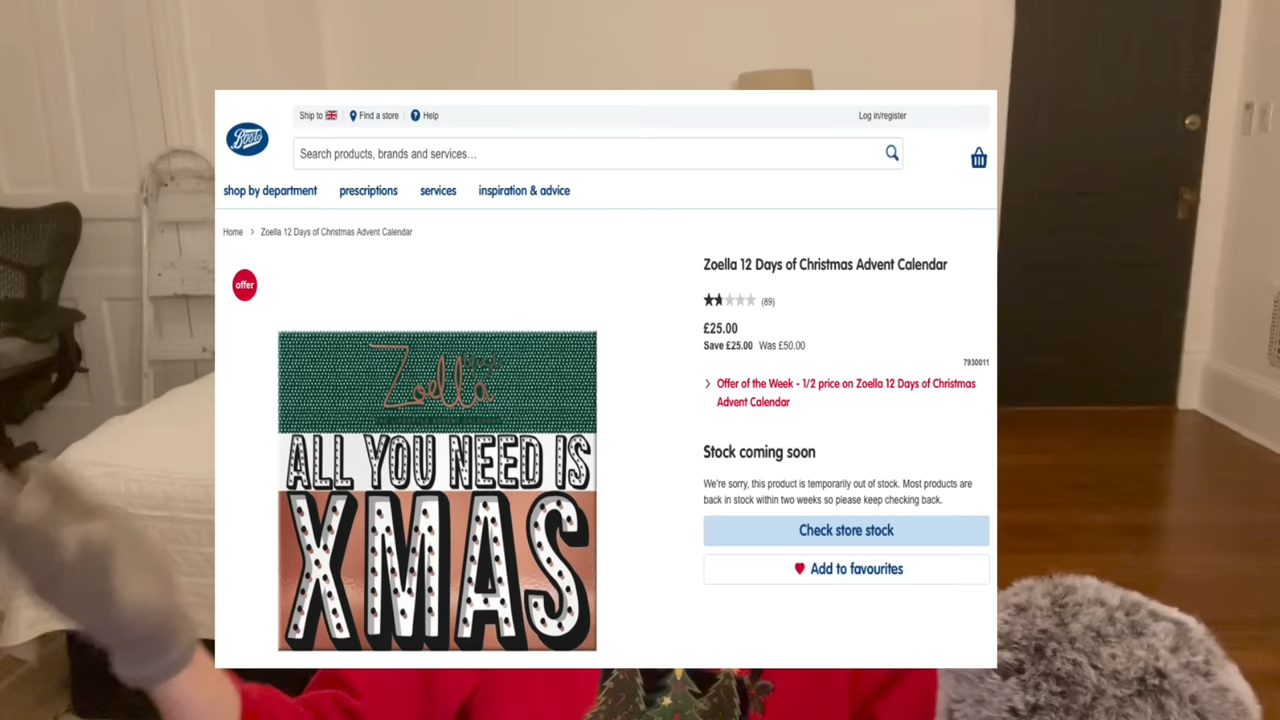 Ship to
Find a store
Help
Log in/register
Boots
Search products, brands and services...
shop by department
prescriptions
services
inspiration & advice
Home > Zoella 12 Days of Christmas Advent Calendar
offer
Zoella 12 Days of Christmas Advent Calendar
(89)
£25.00
Save £25.00 Was £50.00
7930011
Offer of the Week - 1/2 price on Zoella 12 Days of Christmas
Advent Calendar
Stock coming soon
We're sorry, this product is temporarily out of stock. Most products are
back in stock within two weeks so please keep checking back.
Check store stock
Add to favourites
Zoella
ALL YOU NEED IS
XMAS